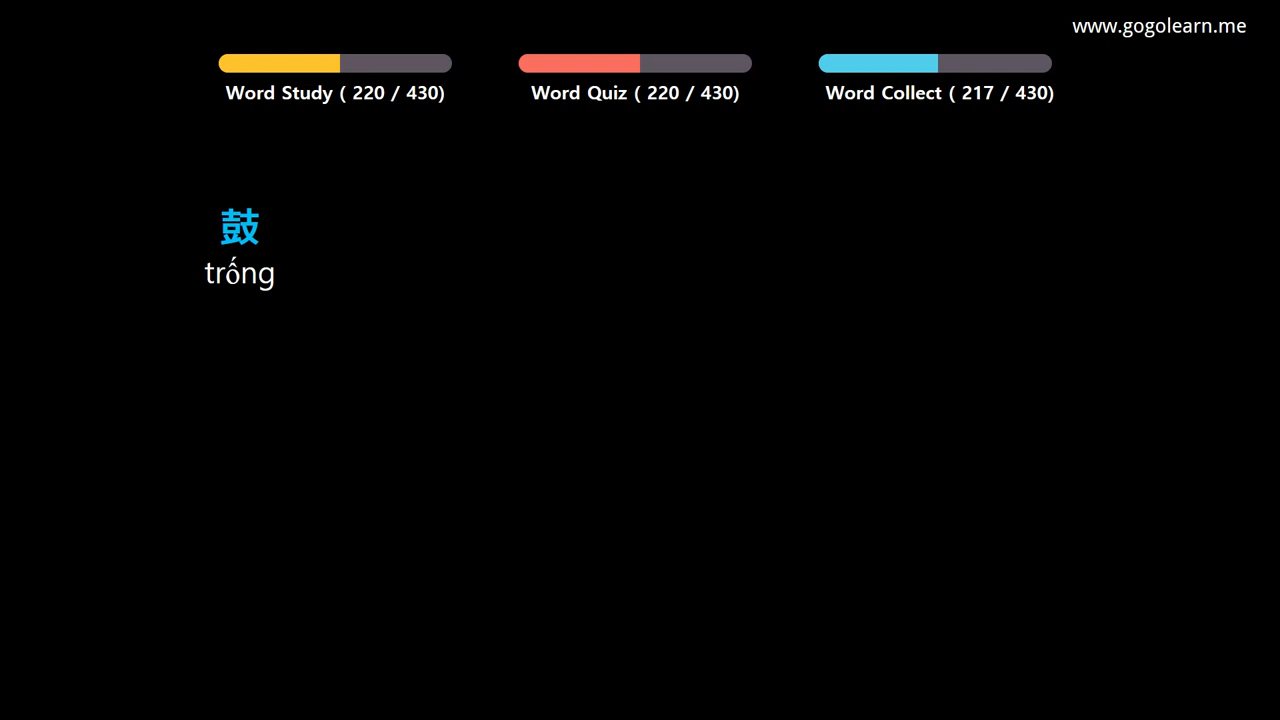 www.gogolearn.me
Word Study ( 220 / 430)
Word Quiz ( 220 / 430)
Word Collect ( 217 / 430)
鼓
trống